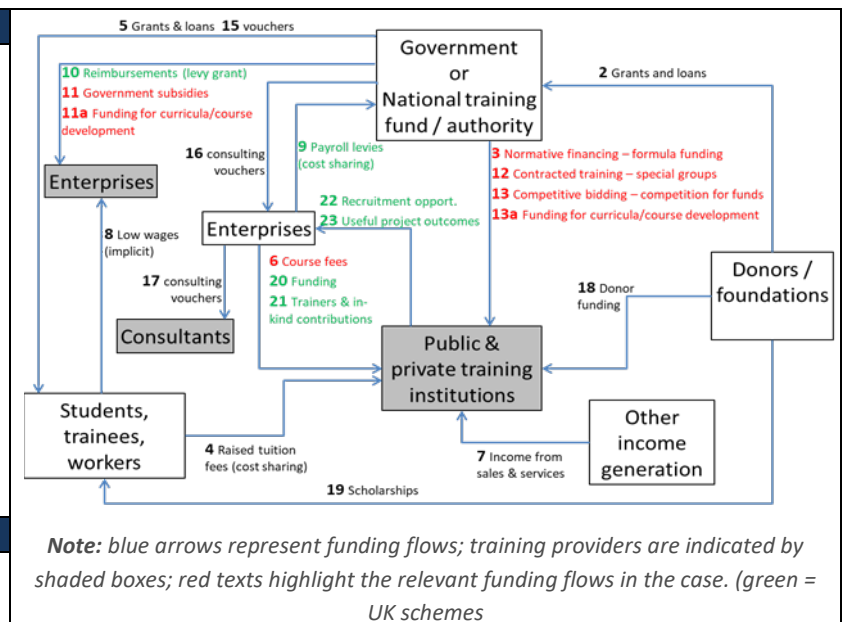 5 Grants & loans 15 vouchers
Government
or
National training
fund / authority
2 Grants and loans
10 Reimbursements (levy grant)
11 Government subsidies
11a Funding for curricula/course
development
9 Payroll levies
(cost sharing)
16 consulting
vouchers
3 Normative financing – formula funding
12 Contracted training – special groups
13 Competitive bidding – competition for funds
13a Funding for curricula/course development
Enterprises
22 Recruitment opport.
23 Useful project outcomes
Enterprises
8 Low wages
(implicit)
6 Course fees
20 Funding
21 Trainers & in-
kind contributions
17 consulting
vouchers
Donors /
foundations
18 Donor
funding
Consultants
Public &
private training
institutions
Students,
trainees,
workers
Other
income
generation
4 Raised tuition
fees (cost sharing)
7 Income from
sales & services
19 Scholarships
Note: blue arrows represent funding flows; training providers are indicated by
shaded boxes; red texts highlight the relevant funding flows in the case. (green =
UK schemes